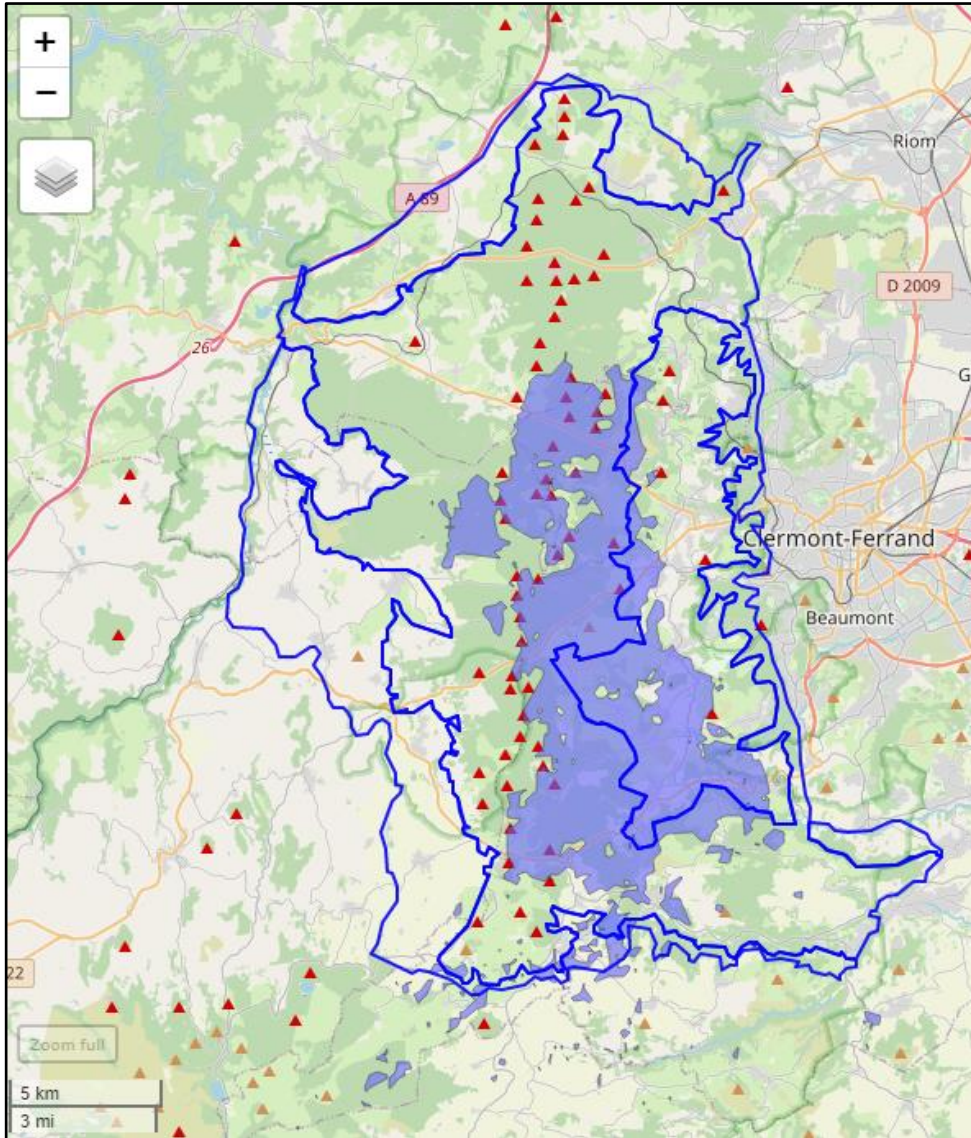 +
−
Riom
A 89
D 2009
26
G
Clermont-Ferrand
Beaumont
22
Zoom full
5 km
3 mi